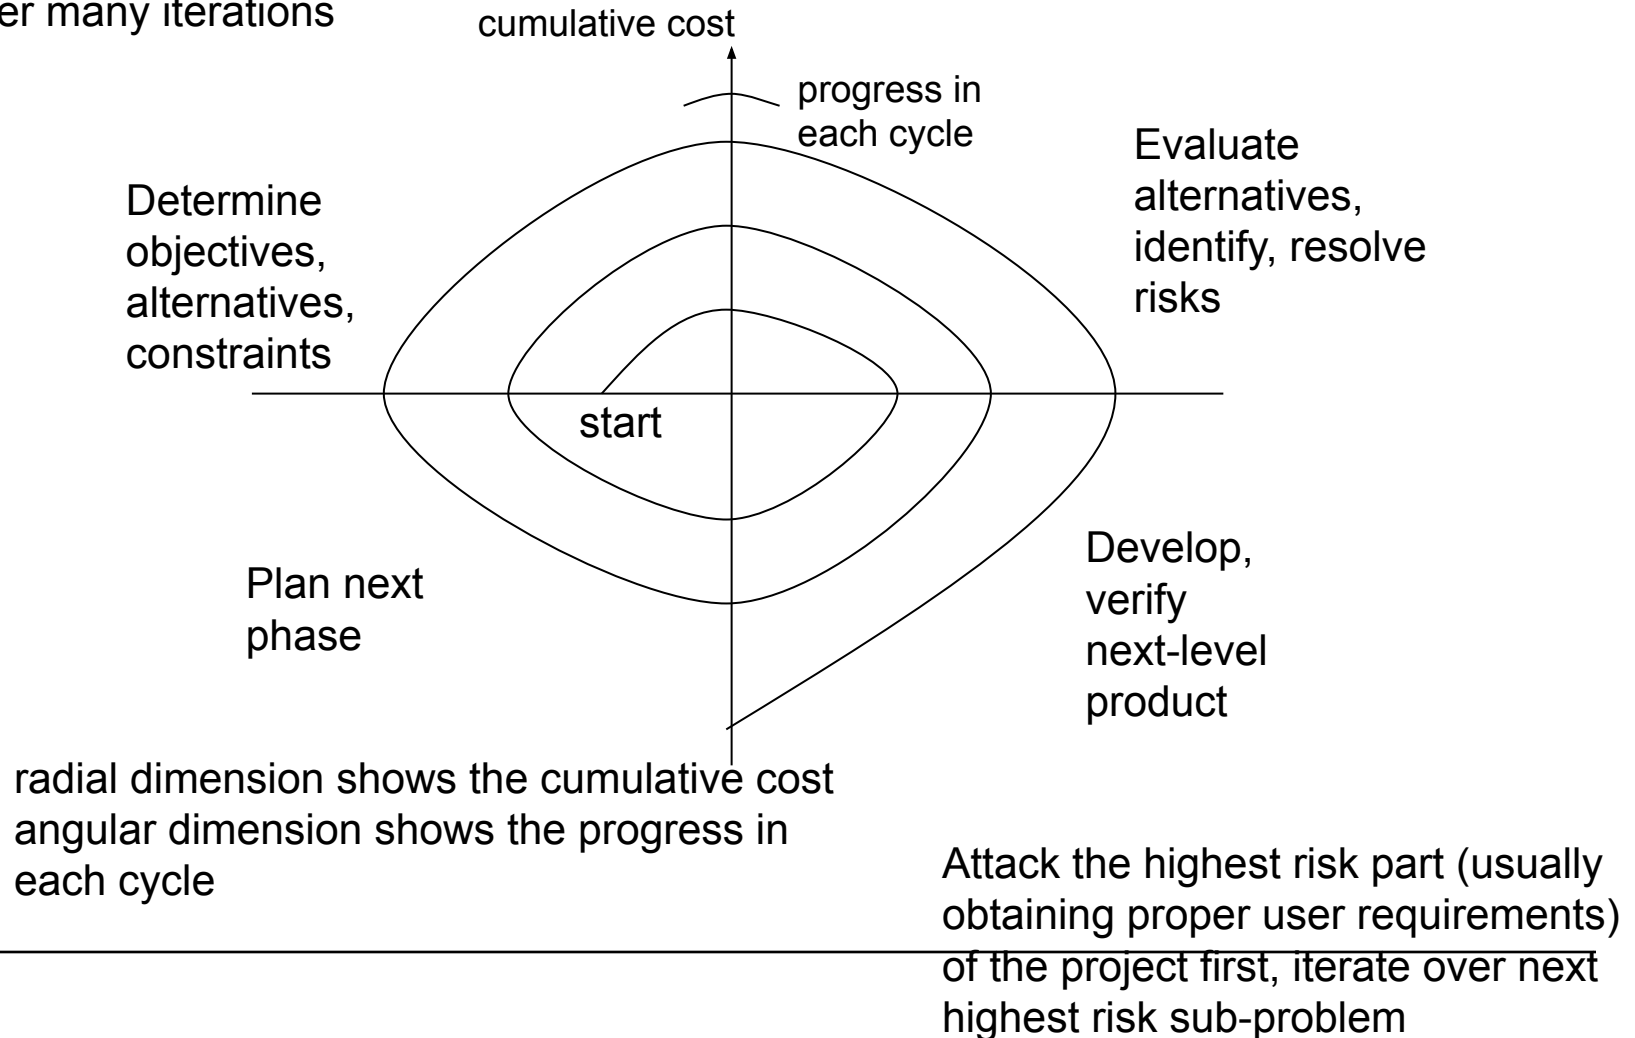 er many iterations
cumulative cost
progress in
each cycle
Evaluate
alternatives,
identify, resolve
risks
Determine
objectives,
alternatives,
constraints
start
Plan next
phase
Develop,
verify
next-level
product
radial dimension shows the cumulative cost
angular dimension shows the progress in
each cycle
Attack the highest risk part (usually
obtaining proper user requirements)
of the project first, iterate over next
highest risk sub-problem